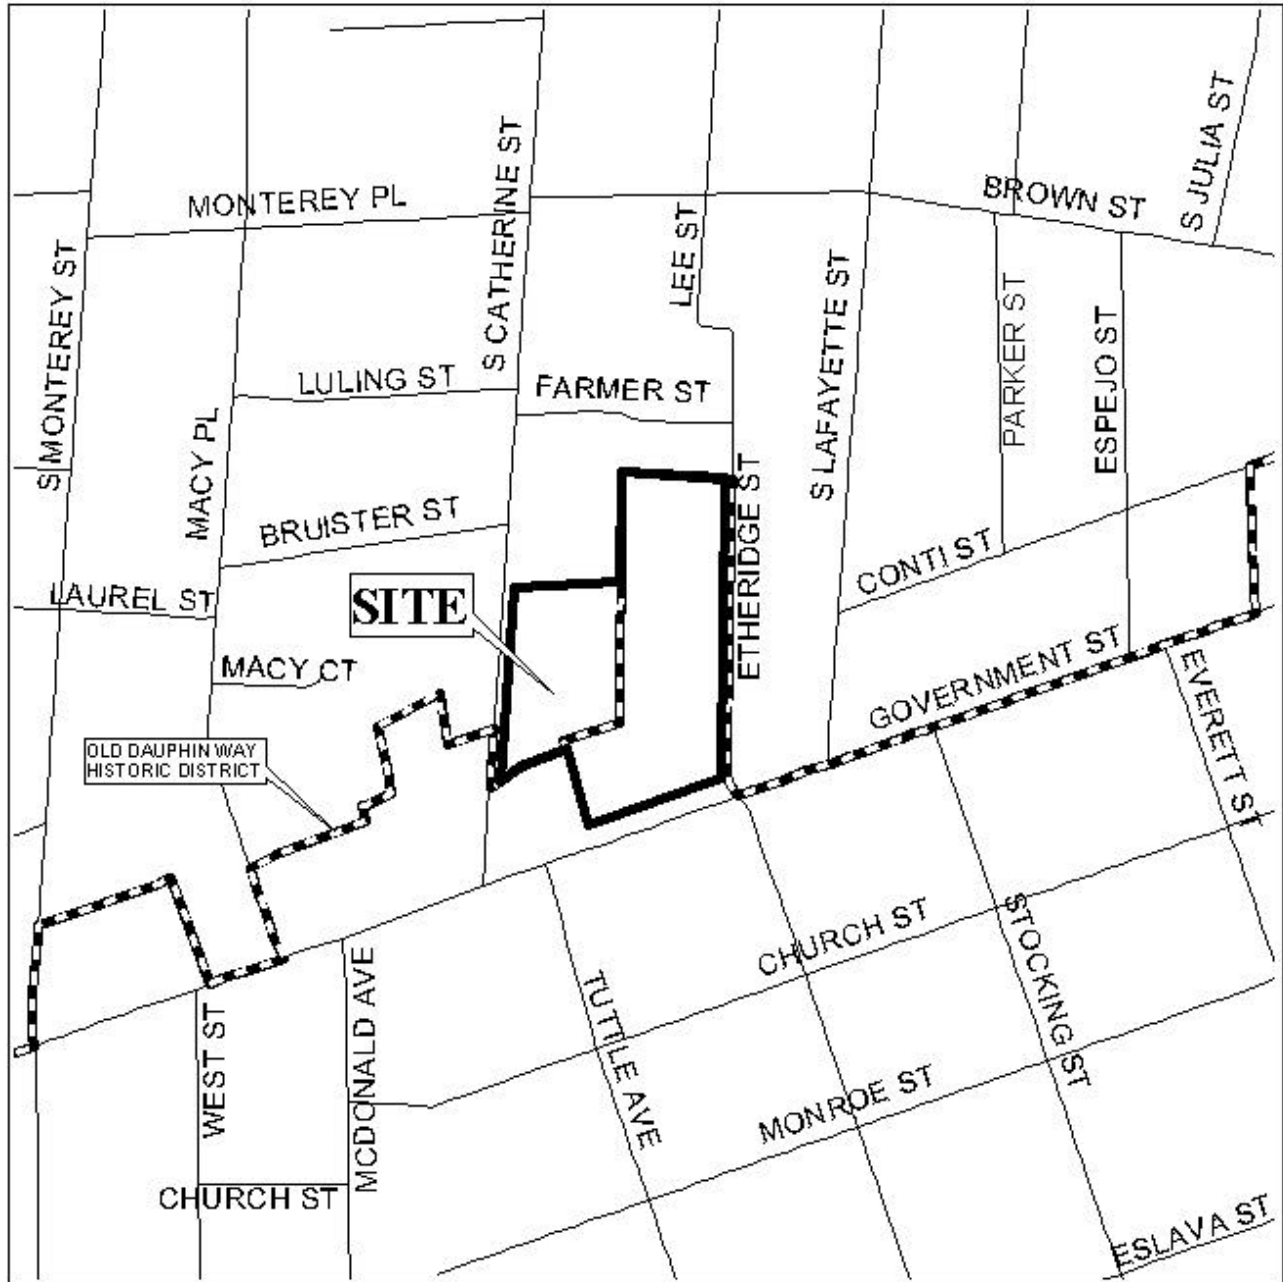 MONTEREY PL
S CATHERINE ST
LEE ST
BROWN ST
S JULIA ST
S MONTEREY ST
MACY PL
LULING ST
FARMER ST
S LAFAYETTE ST
PARKER ST
ESPEJO ST
BRUISTER ST
ETHERIDGE ST
CONTI ST
LAUREL ST
SITE
MACY CT
GOVERNMENT ST
EVERETT ST
OLD DAUPHIN WAY
HISTORIC DISTRICT
WEST ST
MCDONALD AVE
TUTTLE AVE
CHURCH ST
STOCKING ST
MONROE ST
CHURCH ST
ESLAVA ST